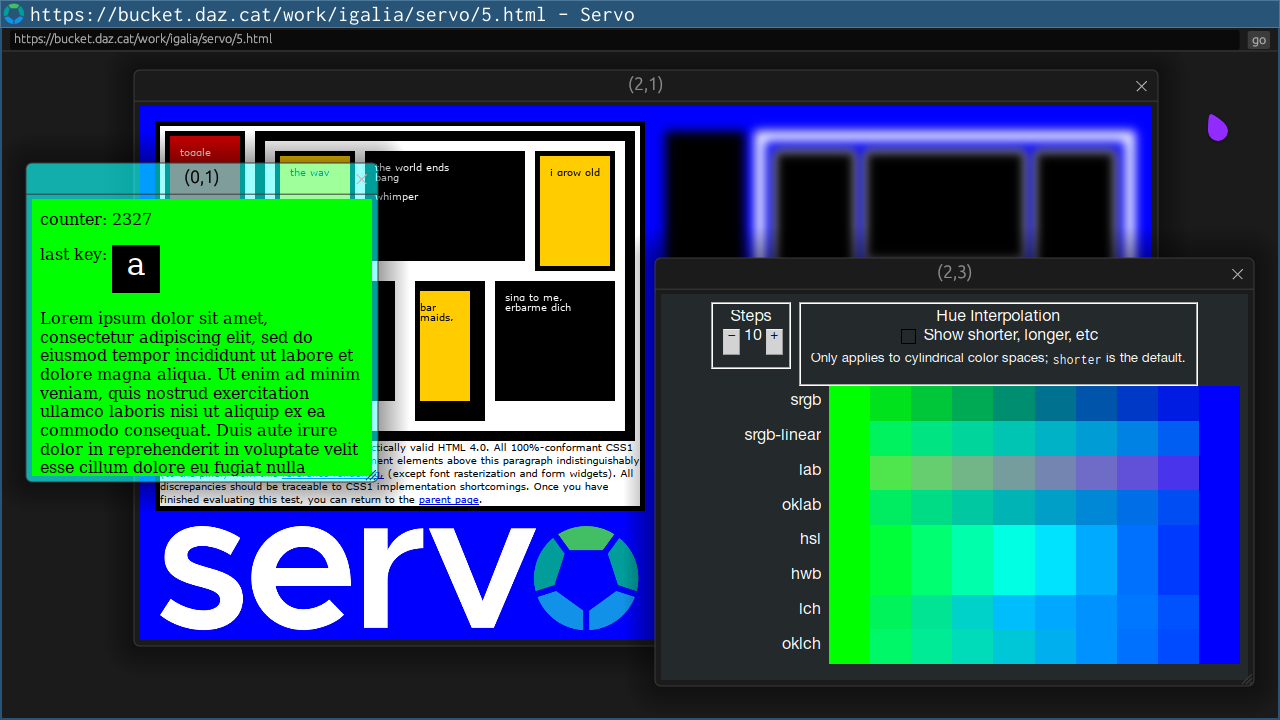 https://bucket.daz.cat/work/igalia/servo/5.html - Servo
https://bucket.daz.cat/work/igalia/servo/5.html
go
(2,1)
toggle
the way
the world ends
bang
whimper
i grow old
bar
maids,
sing to me,
erbarme dich
(0,1)
counter: 2327
last key: a
Lorem ipsum dolor sit amet,
consectetur adipiscing elit, sed do
eiusmod tempor incididunt ut labore et
dolore magna aliqua. Ut enim ad minim
veniam, quis nostrud exercitation
ullamco laboris nisi ut aliquip ex ea
commodo consequat. Duis aute irure
dolor in reprehenderit in voluptate velit
esse cillum dolore eu fugiat nulla
tically valid HTML 4.0. All 100%-conformant CSS1
ent elements above this paragraph indistinguishably
(except font rasterization and form widgets). All
discrepancies should be traceable to CSS1 implementation shortcomings. Once you have
finished evaluating this test, you can return to the parent page.
servo
(2,3)
Steps
− 10 +
Hue Interpolation
Show shorter, longer, etc
Only applies to cylindrical color spaces; shorter is the default.
srgb
srgb-linear
lab
oklab
hsl
hwb
lch
oklch